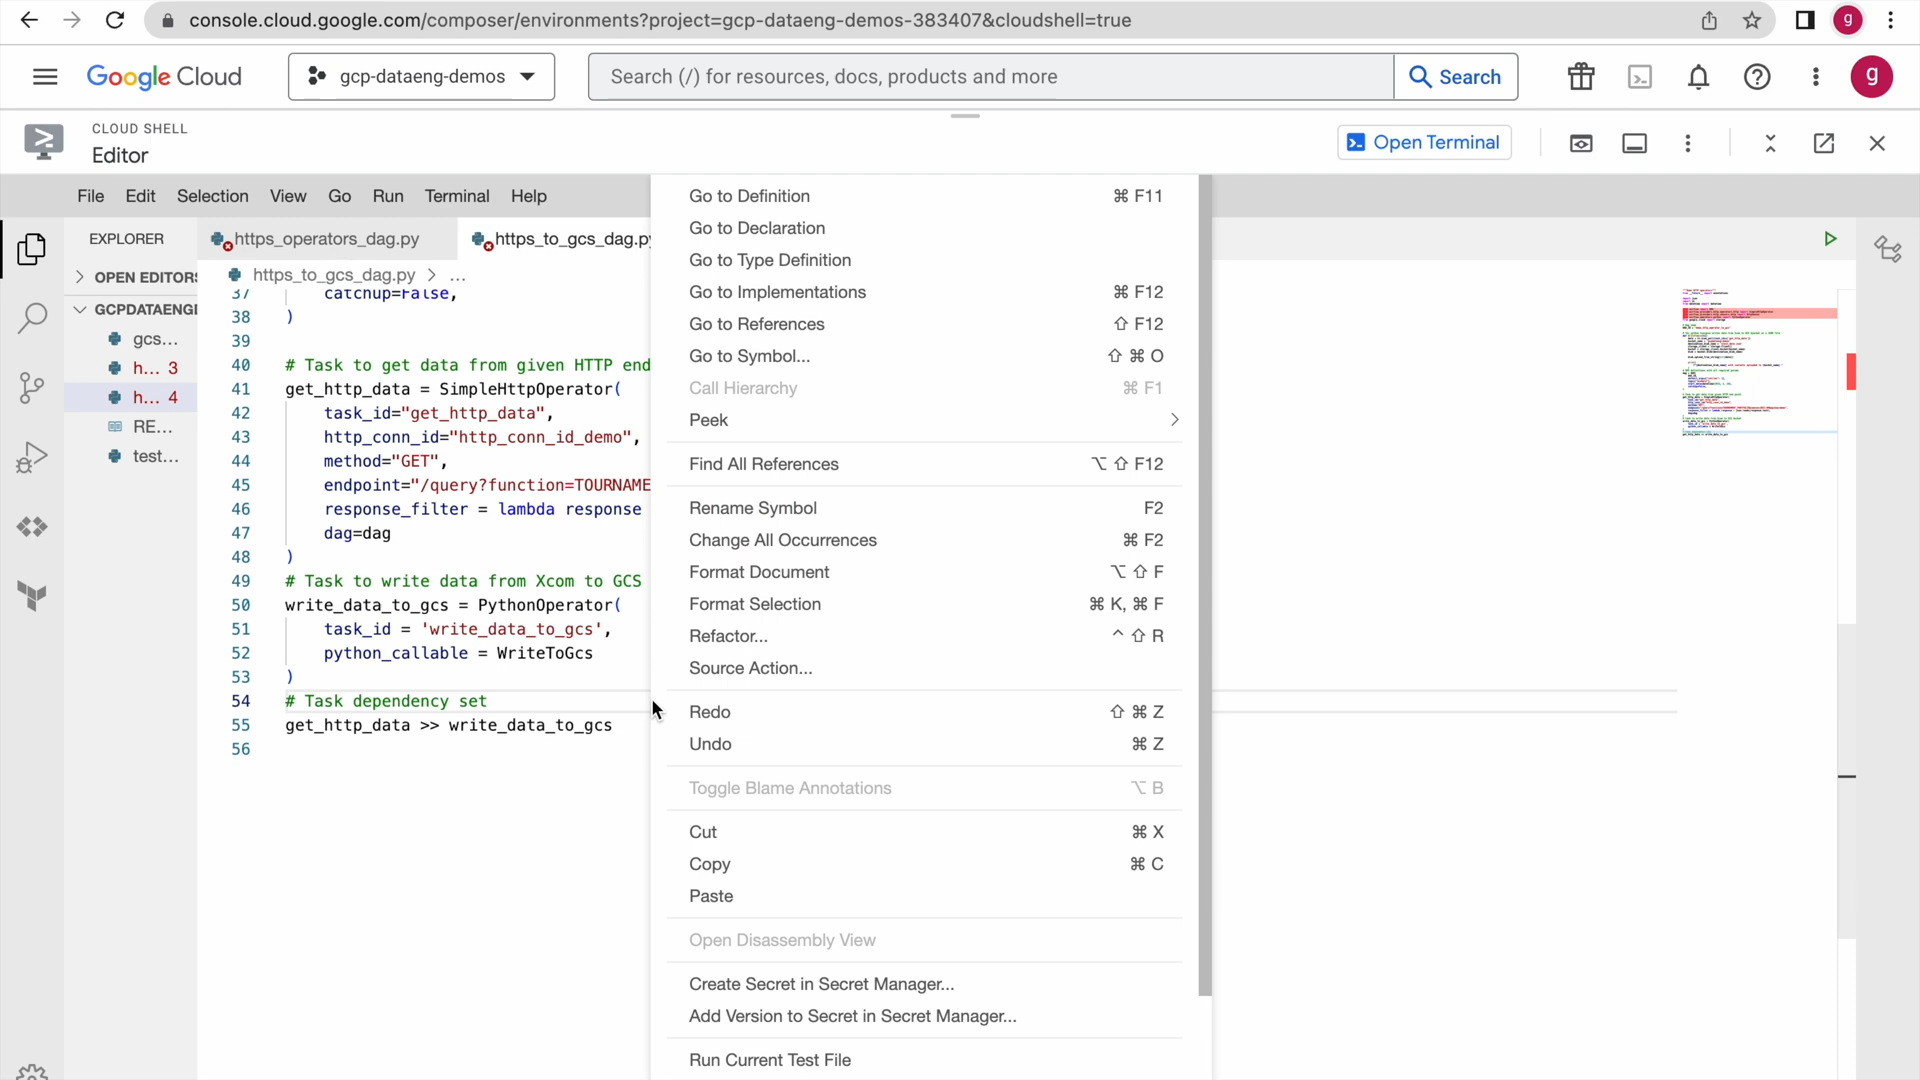 console.cloud.google.com/composer/environments?project=gcp-dataeng-demos-383407&cloudshell=true
g
Google Cloud
gcp-dataeng-demos
Search (/) for resources, docs, products and more
Search
g
CLOUD SHELL
Editor
Open Terminal
File Edit Selection View Go Run Terminal Help
EXPLORER
https_operators_dag.py
https_to_gcs_dag.py
OPEN EDITORS
https_to_gcs_dag.py > ...
GCPDATAENGD
gcs...
h... 3
h... 4
RE...
test...
37 catchup=False,
38 )
39
40 # Task to get data from given HTTP end
41 get_http_data = SimpleHttpOperator(
42 task_id="get_http_data",
43 http_conn_id="http_conn_id_demo",
44 method="GET",
45 endpoint="/query?function=TOURNAME
46 response_filter = lambda response
47 dag=dag
48 )
49 # Task to write data from Xcom to GCS
50 write_data_to_gcs = PythonOperator(
51 task_id = 'write_data_to_gcs',
52 python_callable = WriteToGcs
53 )
54 # Task dependency set
55 get_http_data >> write_data_to_gcs
56
Go to Definition ⌘ F11
Go to Declaration
Go to Type Definition
Go to Implementations ⌘ F12
Go to References ⇧ F12
Go to Symbol... ⇧ ⌘ O
Call Hierarchy ⌘ F1
Peek >
Find All References ⌥ ⇧ F12
Rename Symbol F2
Change All Occurrences ⌘ F2
Format Document ⌥ ⇧ F
Format Selection ⌘ K, ⌘ F
Refactor... ^ ⇧ R
Source Action...
Redo ⇧ ⌘ Z
Undo ⌘ Z
Toggle Blame Annotations ⌥ B
Cut ⌘ X
Copy ⌘ C
Paste
Open Disassembly View
Create Secret in Secret Manager...
Add Version to Secret in Secret Manager...
Run Current Test File